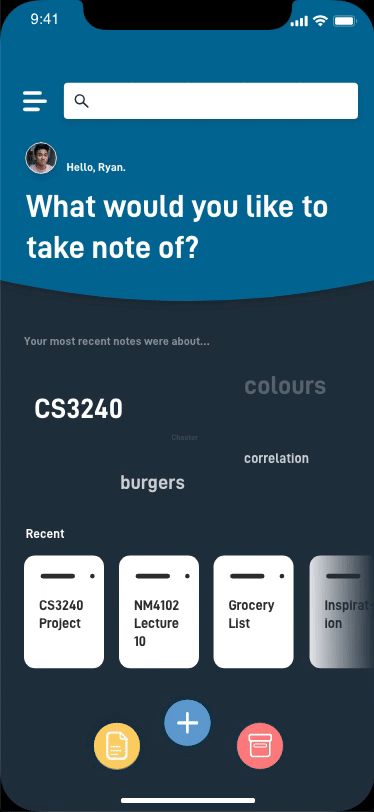 9:41
Hello, Ryan.
What would you like to
take note of?
Your most recent notes were about...
colours
CS3240
Chester
correlation
burgers
Recent
CS3240
Project
NM4102
Lecture
10
Grocery
List
Inspirat-
ion